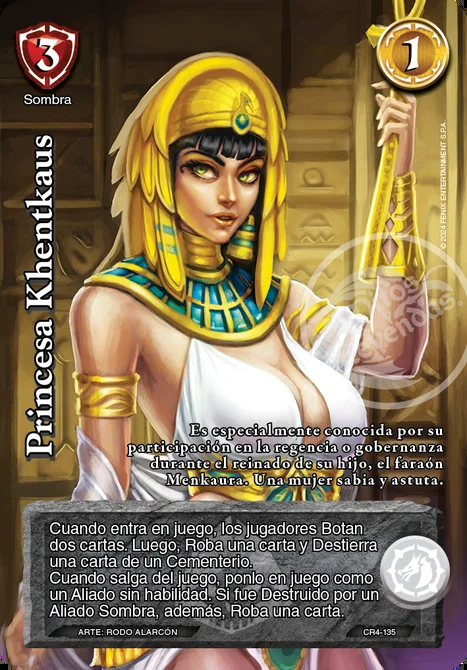 3
1
Sombra
© 2024 FENIX ENTERTAINMENT S.P.A.
Princesa Khentkaus
Es especialmente conocida por su
participación en la regencia o gobernanza
durante el reinado de su hijo, el faraón
Menkaura. Una mujer sabia y astuta.
Cuando entra en juego, los jugadores Botan
dos cartas. Luego, Roba una carta y Destierra
una carta de un Cementerio.
Cuando salga del juego, ponlo en juego como
un Aliado sin habilidad. Si fue Destruido por un
Aliado Sombra, además, Roba una carta.
ARTE: RODO ALARCÓN
CR4-135